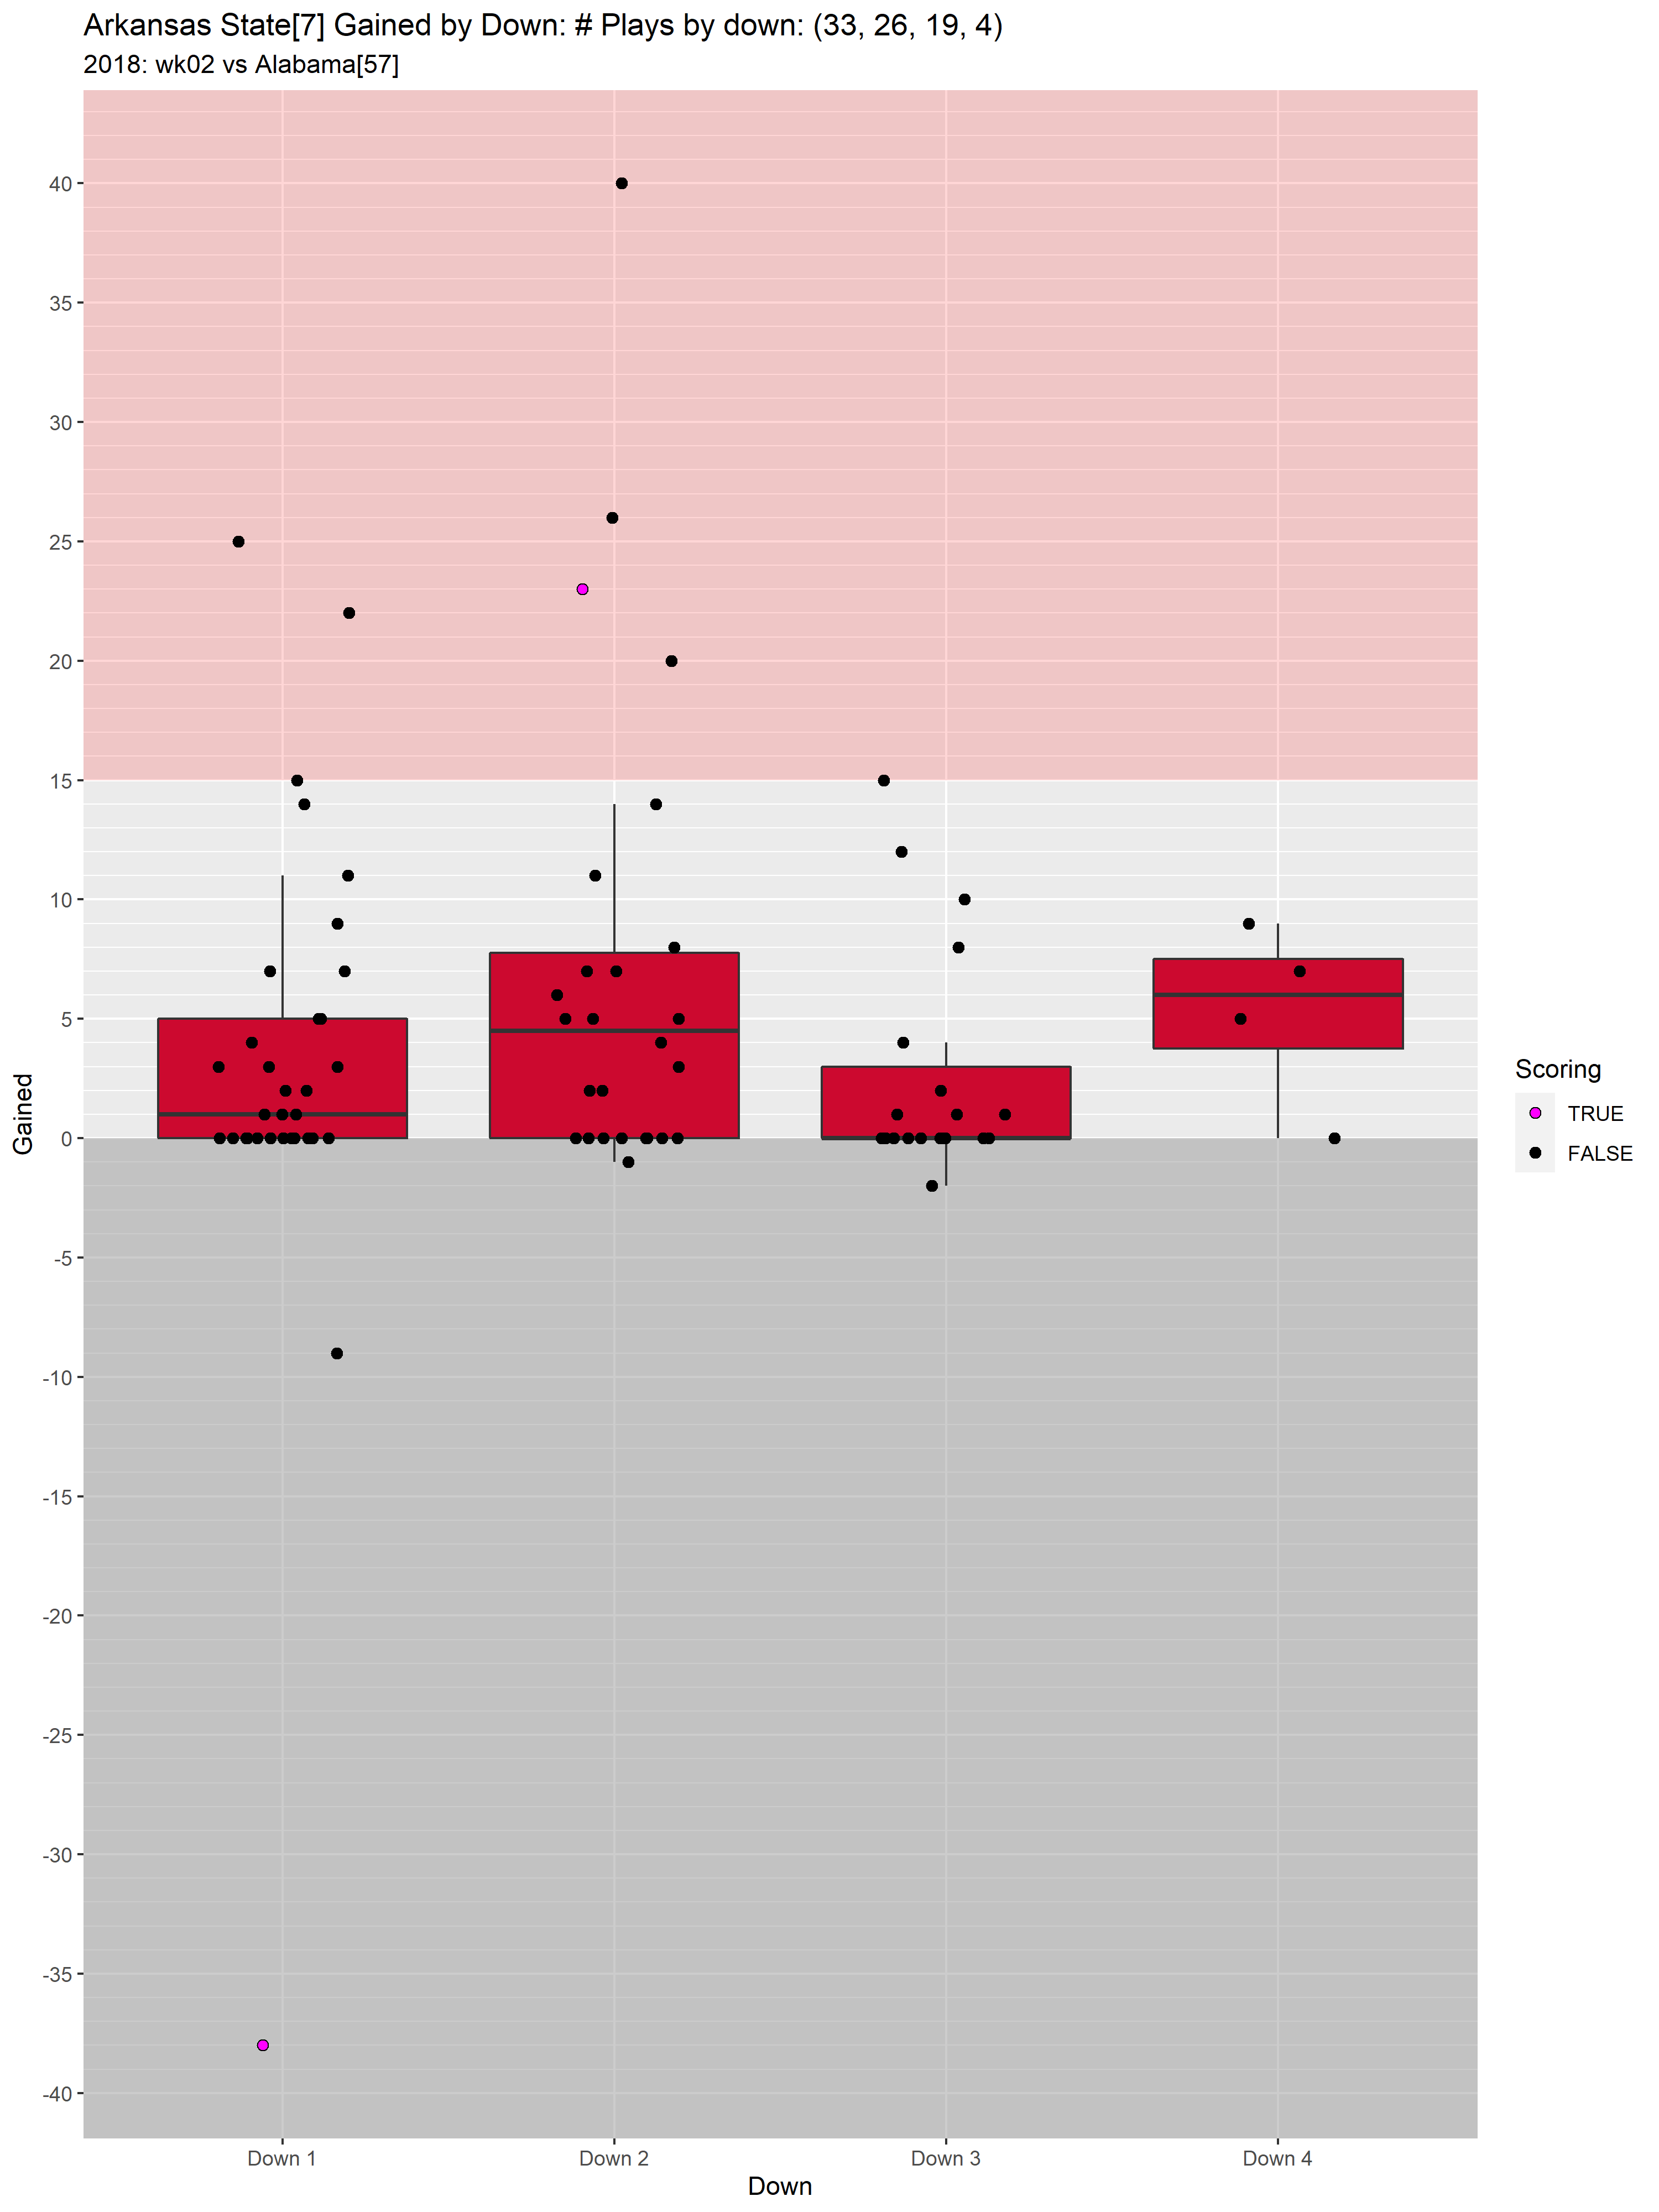 Arkansas State[7] Gained by Down: # Plays by down: (33, 26, 19, 4)
2018: wk02 vs Alabama[57]
Gained
40
35
30
25
20
15
10
5
0
-5
-10
-15
-20
-25
-30
-35
-40
Down 1
Down 2
Down 3
Down 4
Down
Scoring
TRUE
FALSE